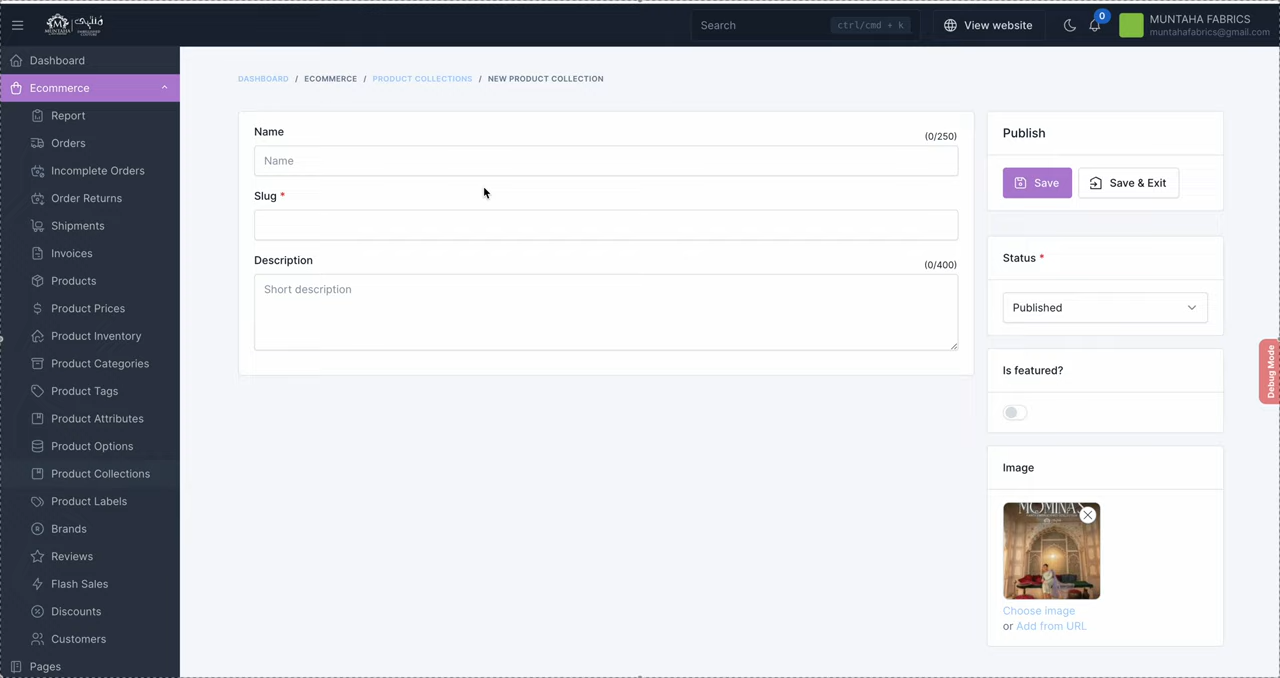 MUNTAHA
Search
ctrl/cmd + k
View website
0
MUNTAHA FABRICS
muntahafabrics@gmail.com
Dashboard
Ecommerce
Report
Orders
Incomplete Orders
Order Returns
Shipments
Invoices
Products
Product Prices
Product Inventory
Product Categories
Product Tags
Product Attributes
Product Options
Product Collections
Product Labels
Brands
Reviews
Flash Sales
Discounts
Customers
Pages
DASHBOARD / ECOMMERCE / PRODUCT COLLECTIONS / NEW PRODUCT COLLECTION
Name
(0/250)
Name
Slug *
Description
(0/400)
Short description
Publish
Save
Save & Exit
Status *
Published
Is featured?
Image
MOMINA
Choose image
or Add from URL
Debug Mode